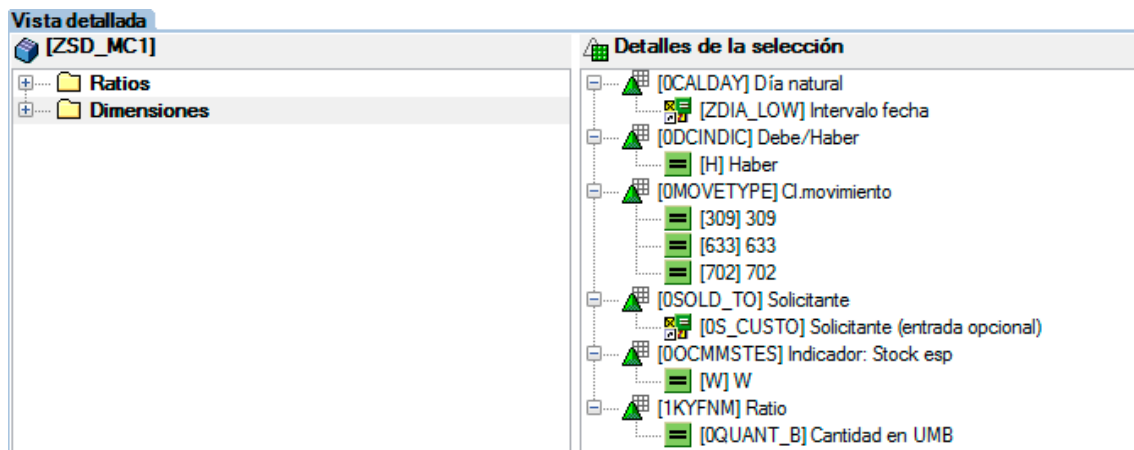 Vista detallada
[ZSD_MC1]
Ratios
Dimensiones
Detalles de la selección
[0CALDAY] Día natural
[ZDIA_LOW] Intervalo fecha
[0DCINDIC] Debe/Haber
[H] Haber
[0MOVETYPE] Cl.movimiento
[309] 309
[633] 633
[702] 702
[0SOLD_TO] Solicitante
[0S_CUSTO] Solicitante (entrada opcional)
[0OCMMSTES] Indicador: Stock esp
[W] W
[1KYFNM] Ratio
[0QUANT_B] Cantidad en UMB